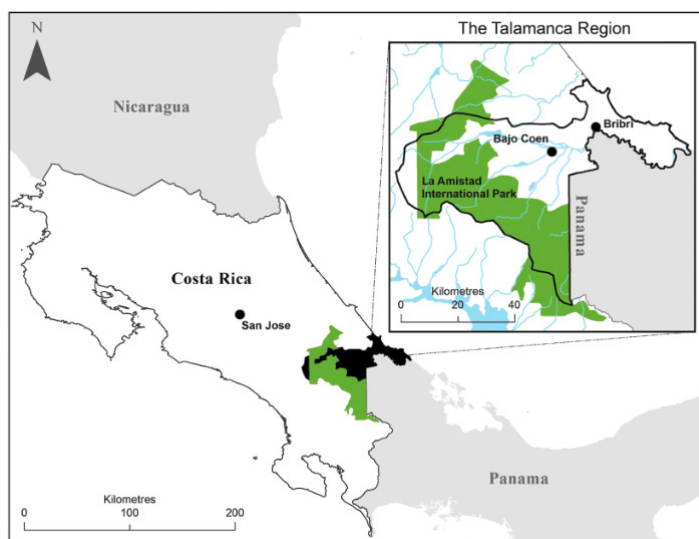 The Talamanca Region
N
Nicaragua
Bribri
Bajo Coen
La Amistad
International Park
Panama
Kilometres
0 20 40
Costa Rica
San Jose
Panama
Kilometres
0 100 200